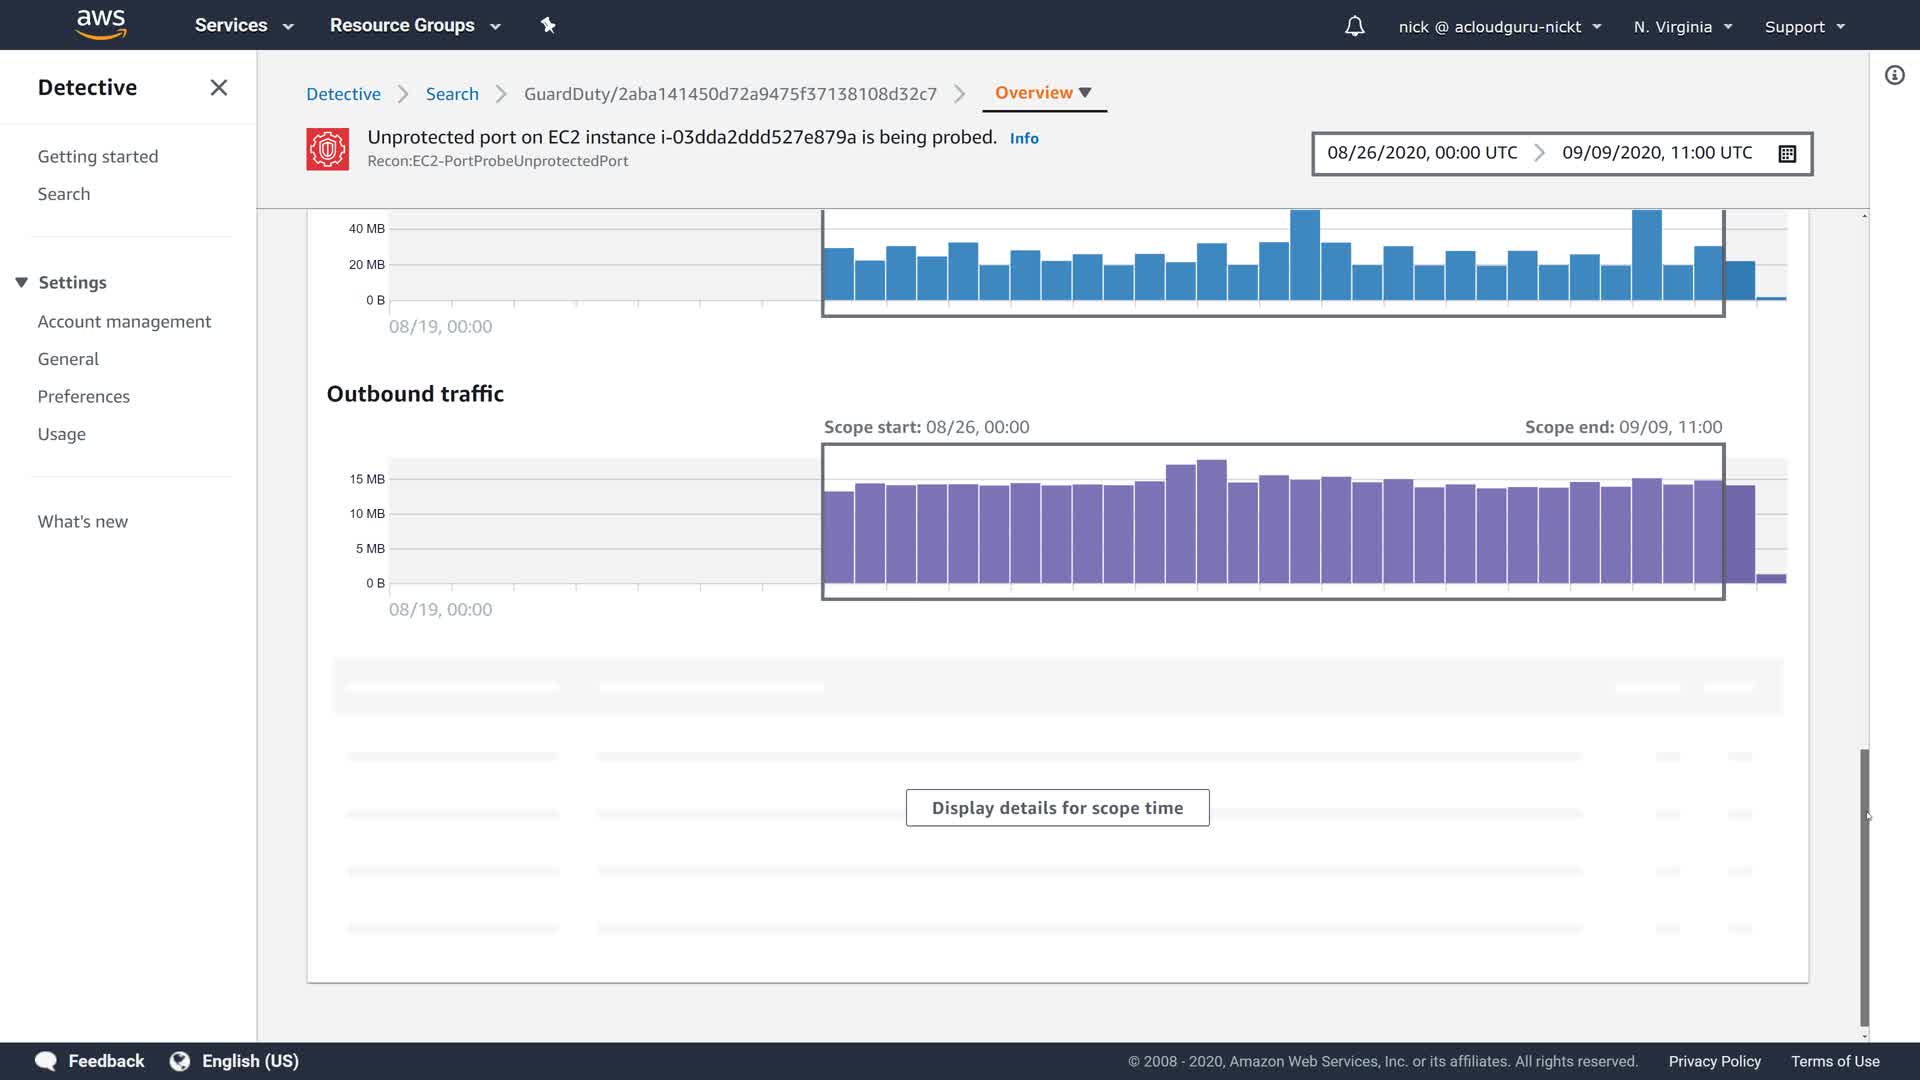 aws Services Resource Groups nick @ acloudguru-nickt N. Virginia Support
Detective
Getting started
Search
Settings
Account management
General
Preferences
Usage
What's new
Detective Search GuardDuty/2aba141450d72a9475f37138108d32c7 Overview
Unprotected port on EC2 instance i-03dda2ddd527e879a is being probed. Info
Recon:EC2-PortProbeUnprotectedPort
08/26/2020, 00:00 UTC 09/09/2020, 11:00 UTC
40 MB
20 MB
0 B
08/19, 00:00
Outbound traffic
Scope start: 08/26, 00:00 Scope end: 09/09, 11:00
15 MB
10 MB
5 MB
0 B
08/19, 00:00
Display details for scope time
Feedback English (US) © 2008 - 2020, Amazon Web Services, Inc. or its affiliates. All rights reserved. Privacy Policy Terms of Use